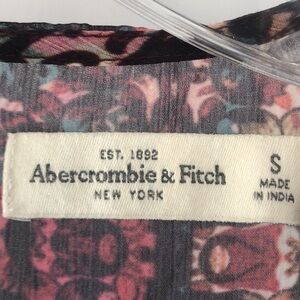 EST. 1892
Abercrombie & Fitch
NEW YORK
S
MADE
IN INDIA